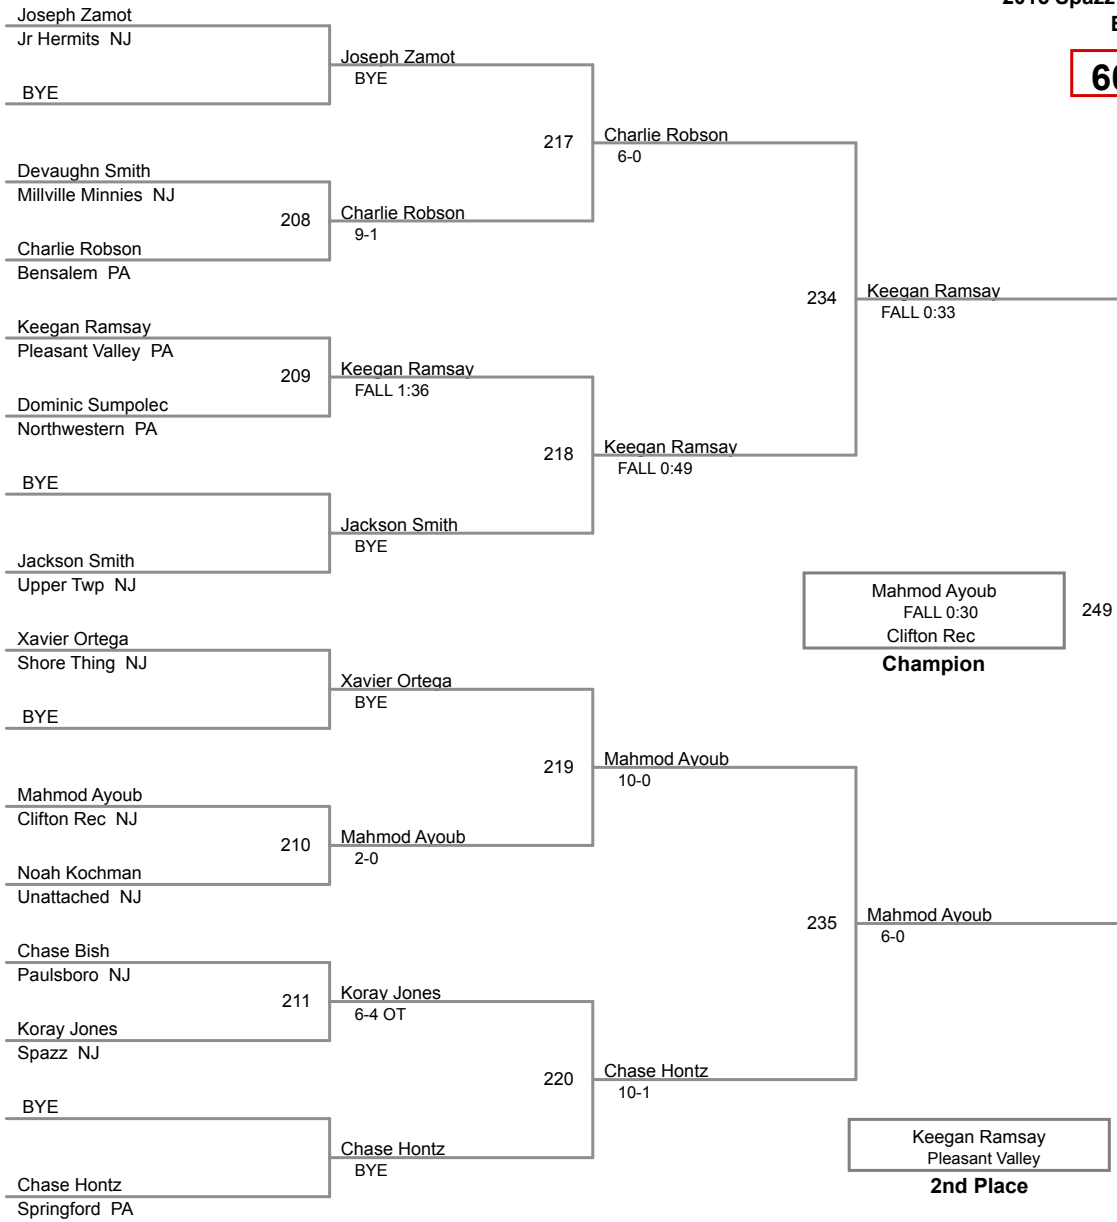 2018 Spazz
Joseph Zamot
Jr Hermits NJ
BYE
Joseph Zamot
BYE
60
217
Charlie Robson
6-0
Devaughn Smith
Millville Minnies NJ
208
Charlie Robson
9-1
Charlie Robson
Bensalem PA
234
Keegan Ramsay
FALL 0:33
Keegan Ramsay
Pleasant Valley PA
209
Keegan Ramsay
FALL 1:36
Dominic Sumpolec
Northwestern PA
218
Keegan Ramsay
FALL 0:49
BYE
Jackson Smith
BYE
Jackson Smith
Upper Twp NJ
Mahmod Ayoub
FALL 0:30
Clifton Rec
249
Champion
Xavier Ortega
Shore Thing NJ
Xavier Ortega
BYE
BYE
219
Mahmod Ayoub
10-0
Mahmod Ayoub
Clifton Rec NJ
210
Mahmod Ayoub
2-0
Noah Kochman
Unattached NJ
235
Mahmod Ayoub
6-0
Chase Bish
Paulsboro NJ
211
Koray Jones
6-4 OT
Koray Jones
Spazz NJ
220
Chase Hontz
10-1
BYE
Chase Hontz
BYE
Chase Hontz
Springford PA
Keegan Ramsay
Pleasant Valley
2nd Place